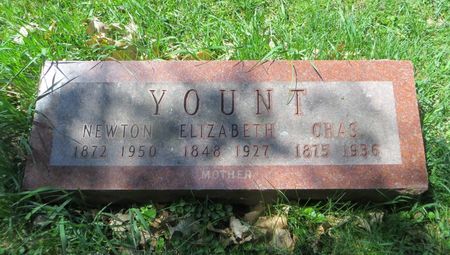 YOUNT
NEWTON ELIZABETH CHAS
1872 1950 1848 1927 1875 1936
MOTHER